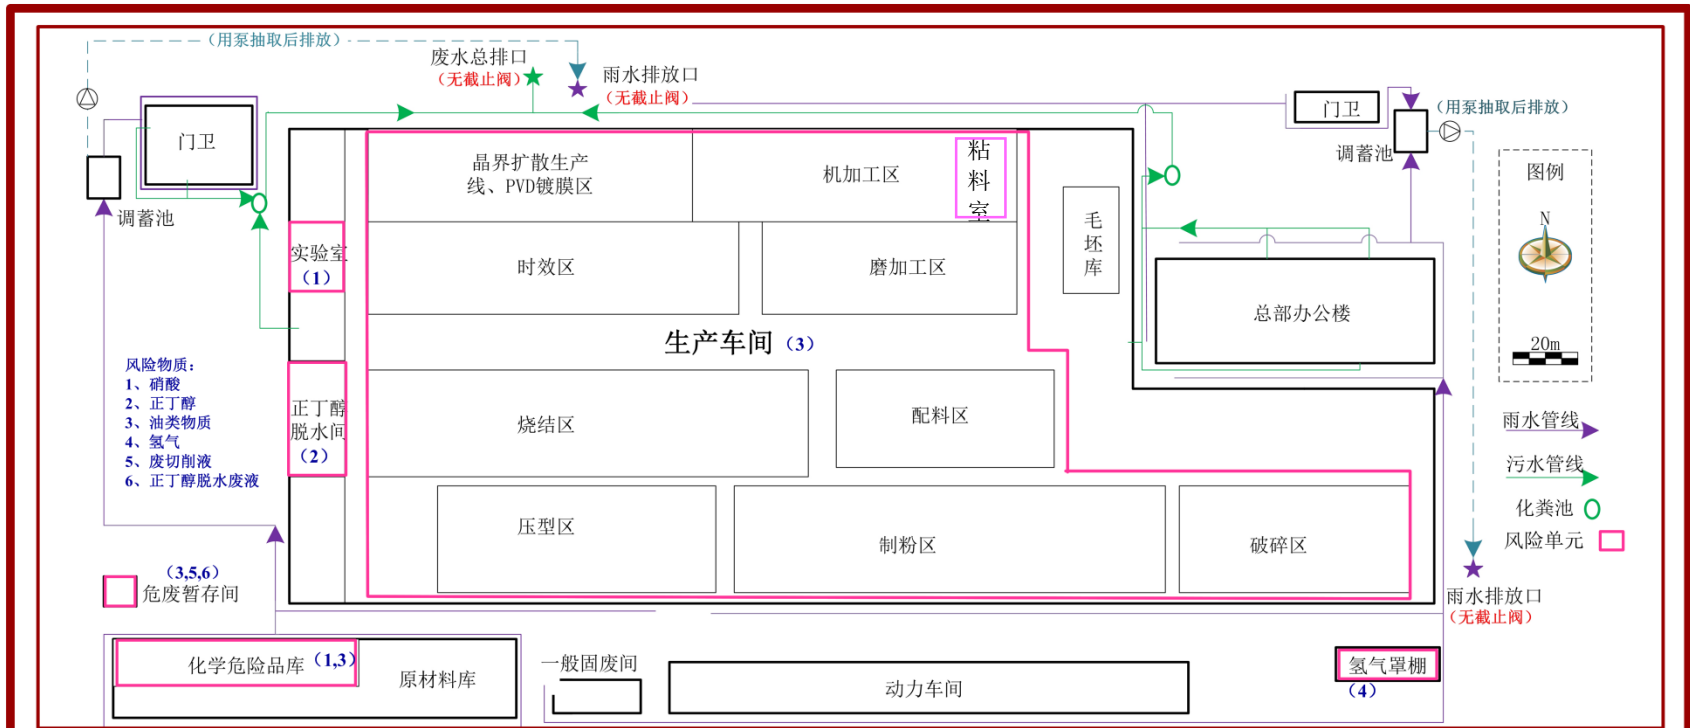 (用泵抽取后排放)
废水总排口
(无截止阀)
雨水排放口
(无截止阀)
门卫
调蓄池
门卫
(用泵抽取后排放)
调蓄池
图例
N
20m
雨水管线
污水管线
化粪池
风险单元
晶界扩散生产
线、PVD镀膜区
机加工区
粘
料
室
毛
坯
库
实验室
(1)
时效区
磨加工区
总部办公楼
生产车间(3)
风险物质:
1、硝酸
2、正丁醇
3、油类物质
4、氢气
5、废切削液
6、正丁醇脱水废液
正丁醇
脱水间
(2)
烧结区
配料区
压型区
制粉区
破碎区
(3,5,6)
危废暂存间
雨水排放口
(无截止阀)
化学危险品库(1,3)
原材料库
一般固废间
动力车间
氢气罩棚
(4)